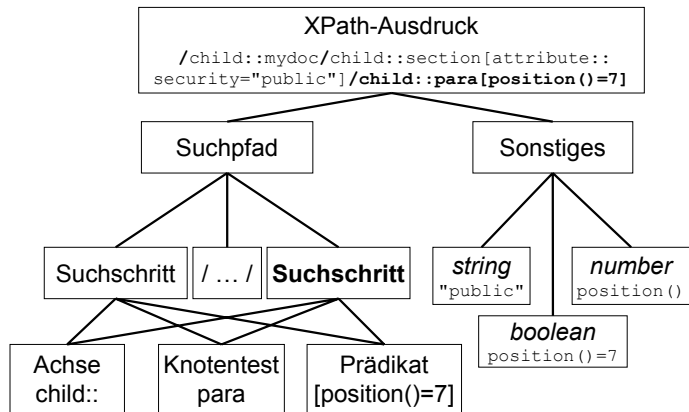 XPath-Ausdruck
/child::mydoc/child::section[attribute::
security="public"]/child::para[position()=7]
Suchpfad
Sonstiges
Suchschritt
/ … /
Suchschritt
string
"public"
number
position()
boolean
position()=7
Achse
child::
Knotentest
para
Prädikat
[position()=7]